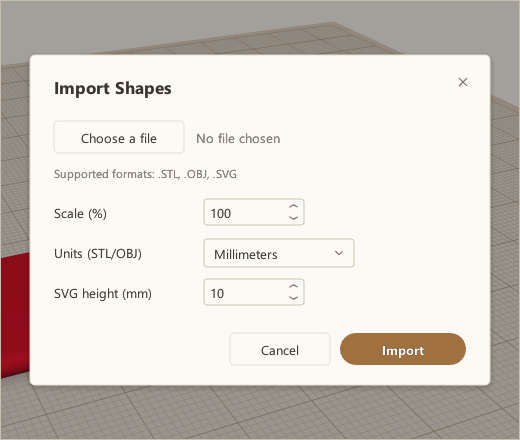 Import Shapes
Choose a file No file chosen
Supported formats: .STL, .OBJ, .SVG
Scale (%) 100
Units (STL/OBJ) Millimeters
SVG height (mm) 10
Cancel Import